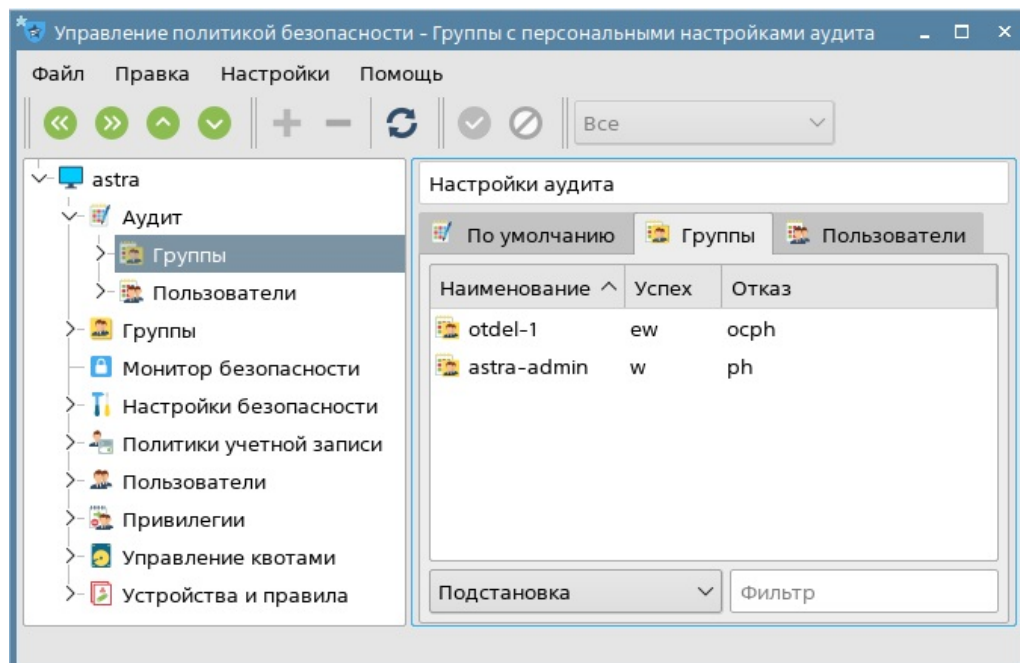 Управление политикой безопасности - Группы с персональными настройками аудита
Файл Правка Настройки Помощь
Все
astra
Аудит
Группы
Пользователи
Группы
Монитор безопасности
Настройки безопасности
Политики учетной записи
Пользователи
Привилегии
Управление квотами
Устройства и правила
Настройки аудита
По умолчанию Группы Пользователи
Наименование Успех Отказ
otdel-1 ew ocph
astra-admin w ph
Подстановка Фильтр